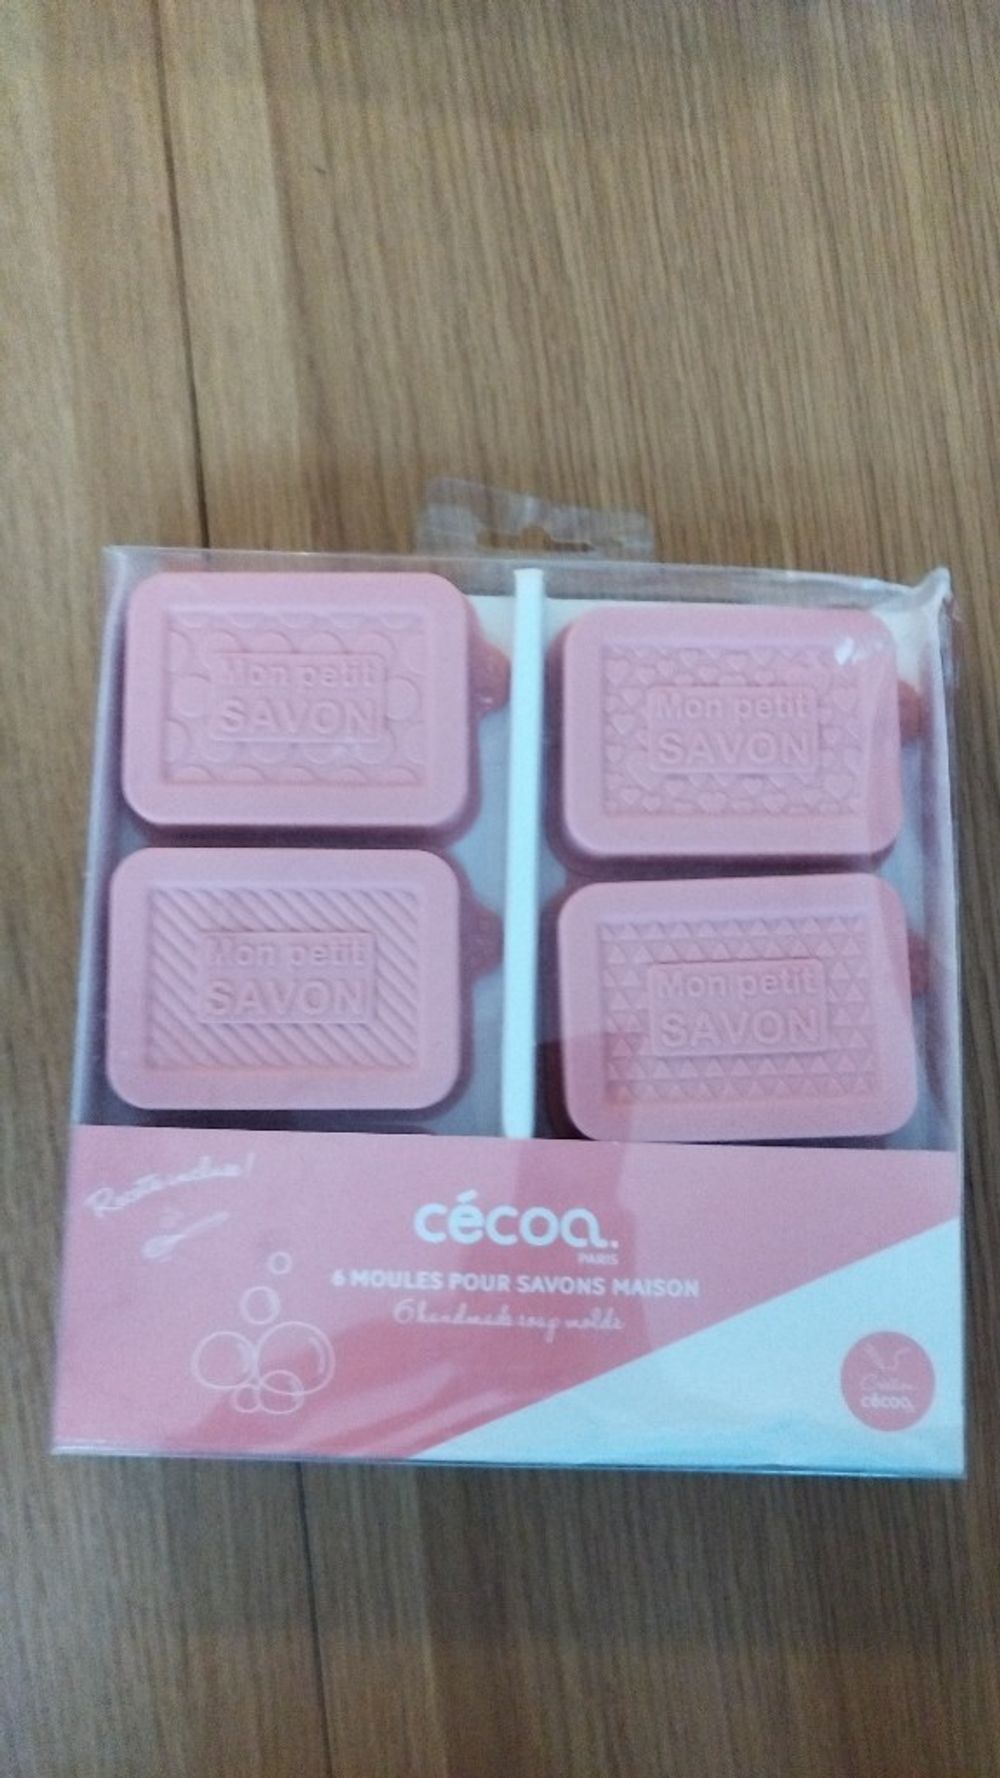 Mon petit
SAVON
Mon petit
SAVON
Mon petit
SAVON
Mon petit
SAVON
Recette incluse!
cécoa.
PARIS
6 MOULES POUR SAVONS MAISON
6 handmade soap molds
cécoa.